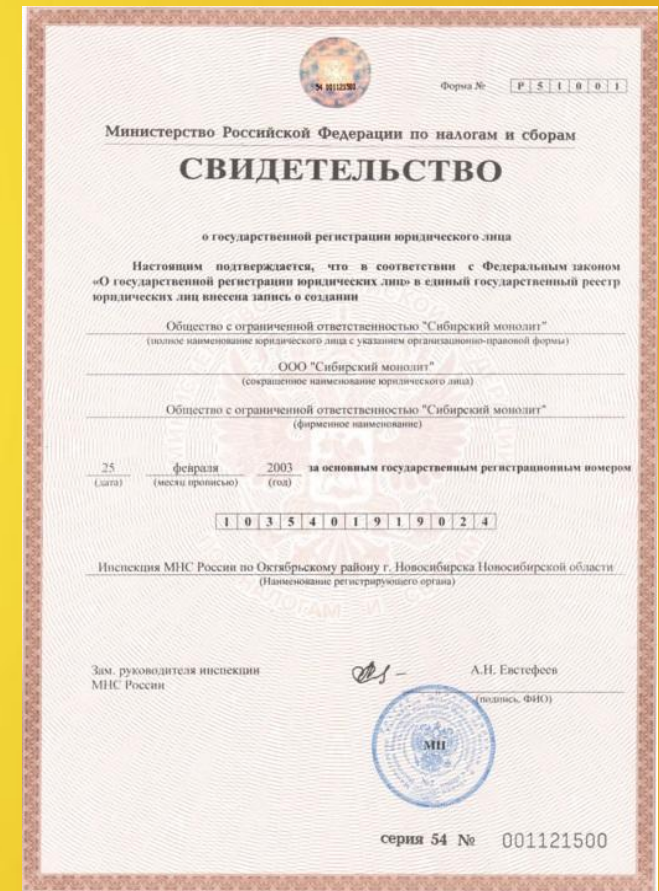 54 001121500
Форма № Р 5 1 0 0 1
Министерство Российской Федерации по налогам и сборам
СВИДЕТЕЛЬСТВО
о государственной регистрации юридического лица
Настоящим подтверждается, что в соответствии с Федеральным законом
«О государственной регистрации юридических лиц» в единый государственный реестр
юридических лиц внесена запись о создании
Общество с ограниченной ответственностью "Сибирский монолит"
(полное наименование юридического лица с указанием организационно-правовой формы)
ООО "Сибирский монолит"
(сокращенное наименование юридического лица)
Общество с ограниченной ответственностью "Сибирский монолит"
(фирменное наименование)
25 февраля 2003 за основным государственным регистрационным номером
(дата) (месяц прописью) (год)
1 0 3 5 4 0 1 9 1 9 0 2 4
Инспекция МНС России по Октябрьскому району г. Новосибирска Новосибирской области
(Наименование регистрирующего органа)
Зам. руководителя инспекции
МНС России
А.Н. Евстефеев
(подпись, ФИО)
МП
серия 54 № 001121500